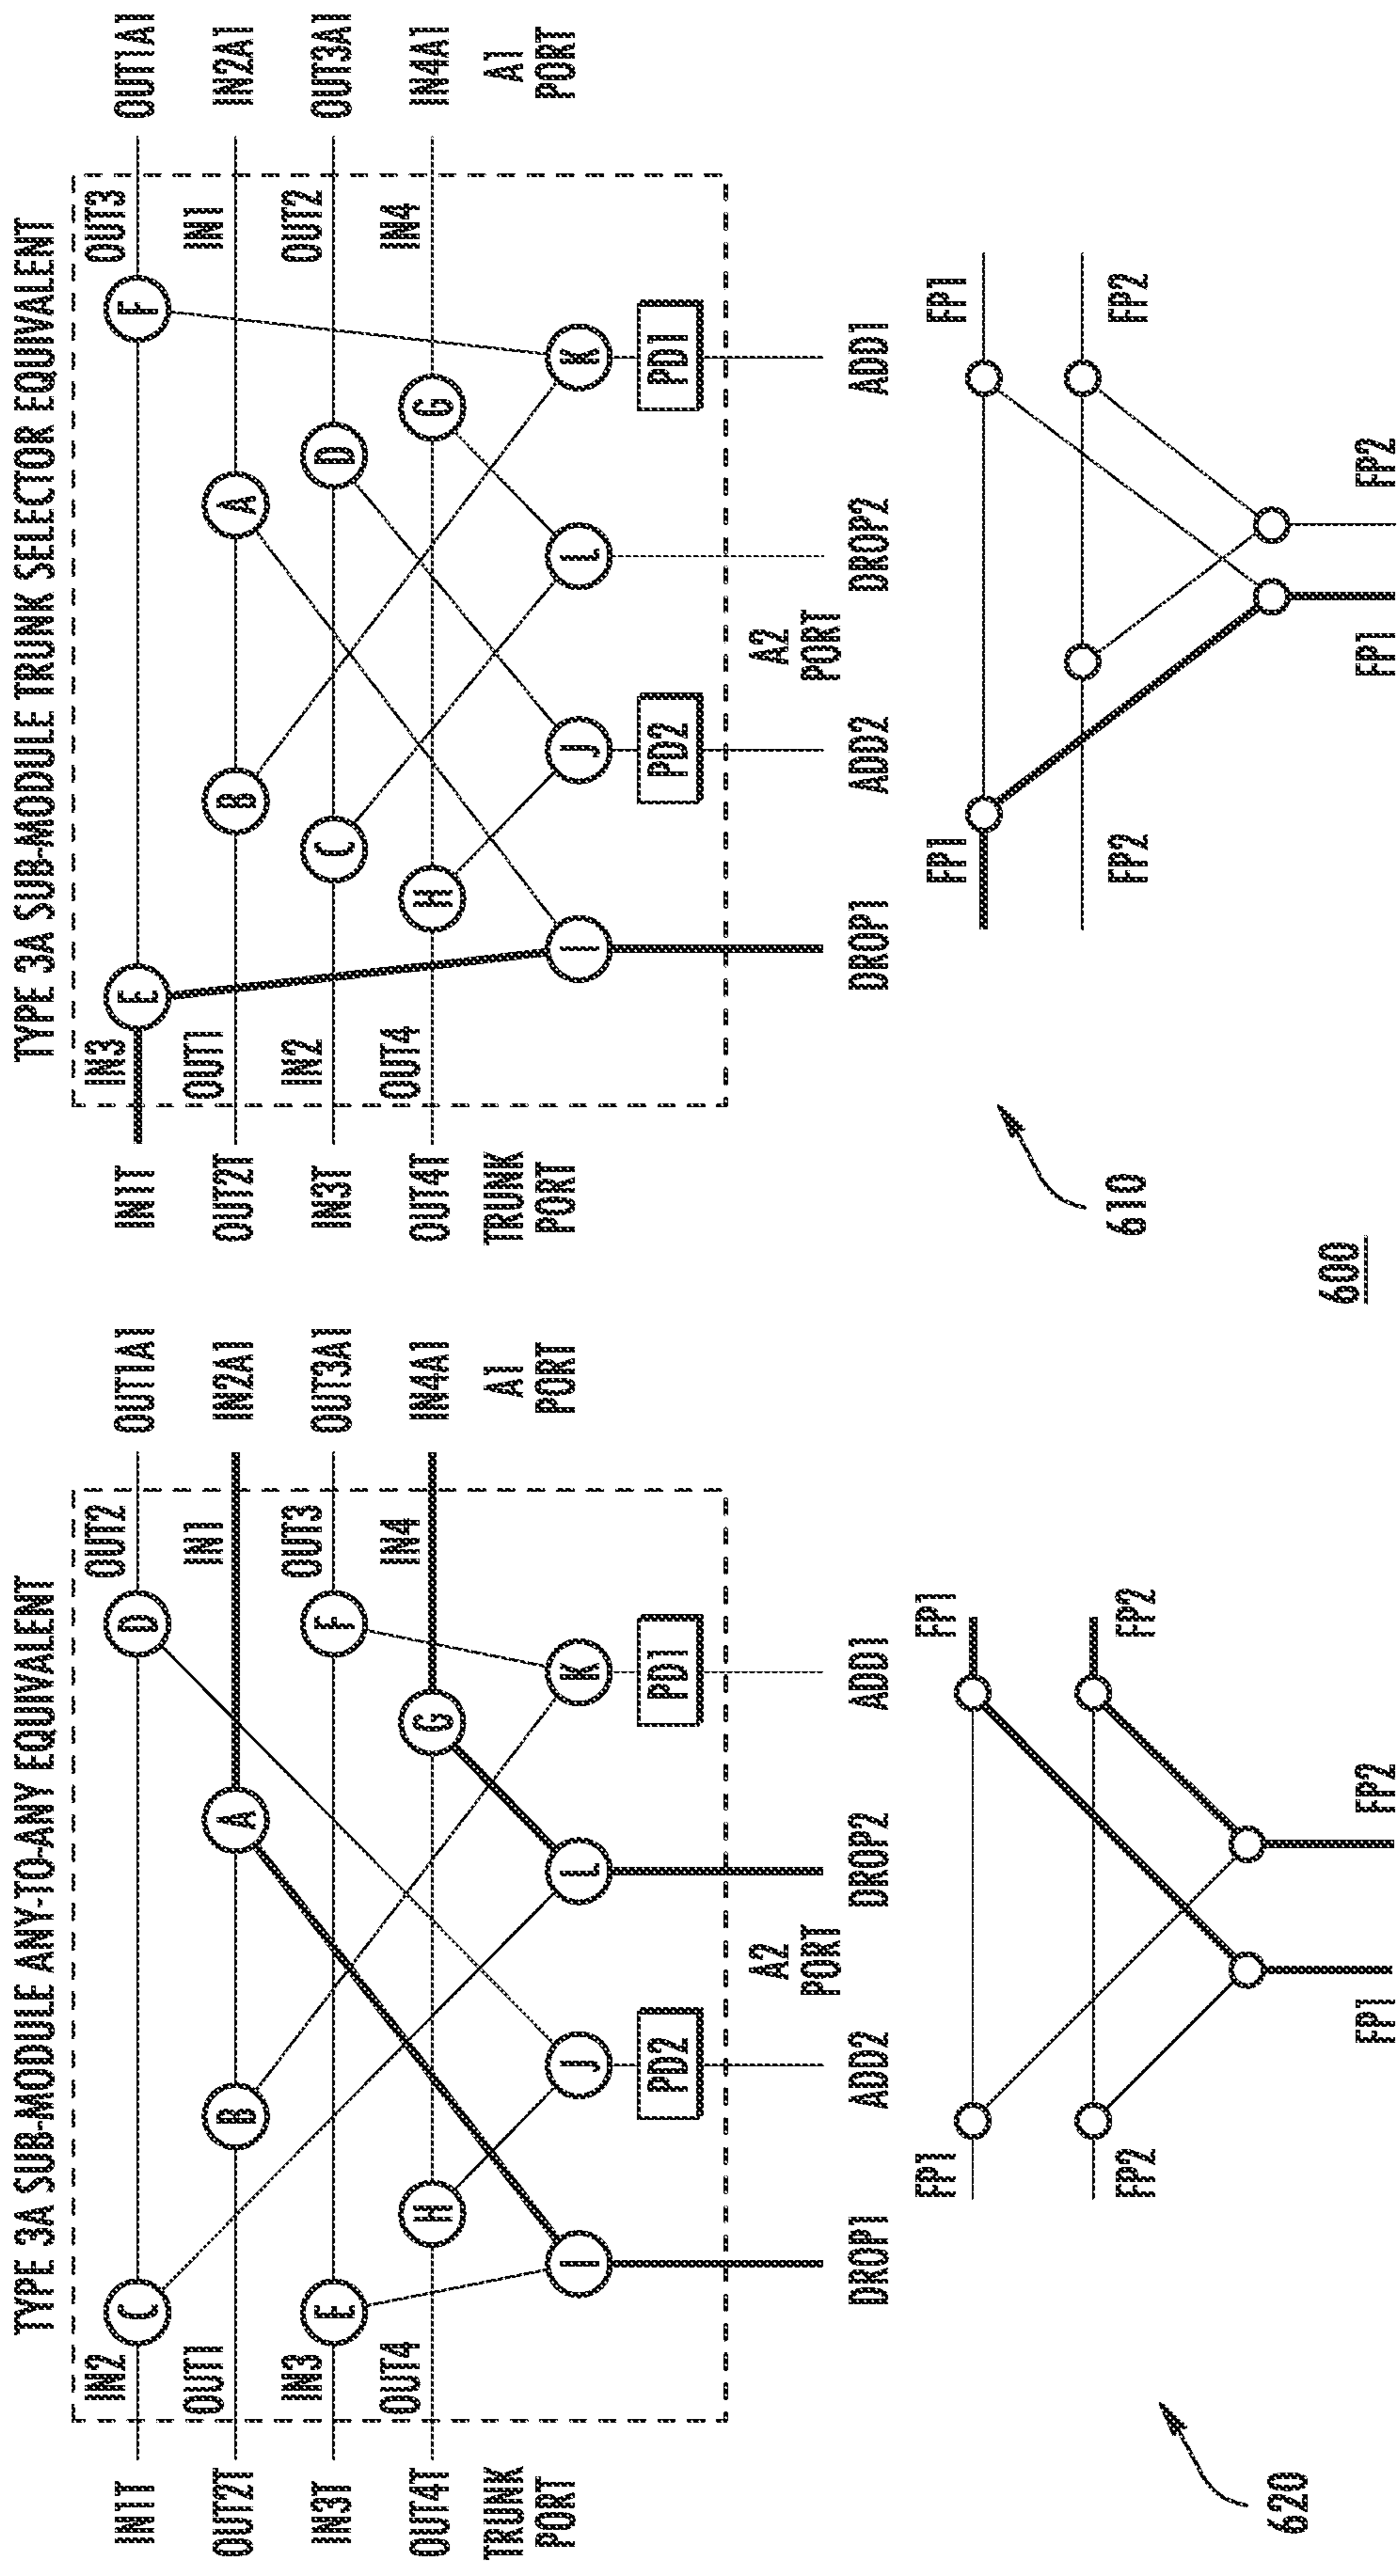 TYPE 3A SUB-MODULE ANY-TO-ANY EQUIVALENT
IN2
OUT2
IN1T
C
D
OUT1A1
OUT1
IN1
OUT2T
B
A
IN2A1
IN3
OUT3
IN3T
E
F
OUT3A1
OUT4
IN4
OUT4T
H
G
IN4A1
TRUNK
PORT
A1
PORT
I
J
L
K
PD2
PD1
A2
PORT
DROP1
ADD2
DROP2
ADD1
FP1
FP1
FP2
FP2
FP1
FP2
620
TYPE 3A SUB-MODULE TRUNK SELECTOR EQUIVALENT
IN3
OUT3
IN1T
E
F
OUT1A1
OUT1
IN1
OUT2T
B
A
IN2A1
IN2
OUT2
IN3T
C
D
OUT3A1
OUT4
IN4
OUT4T
H
G
IN4A1
TRUNK
PORT
A1
PORT
I
J
L
K
PD2
PD1
A2
PORT
DROP1
ADD2
DROP2
ADD1
FP1
FP1
FP2
FP2
FP1
FP2
610
600